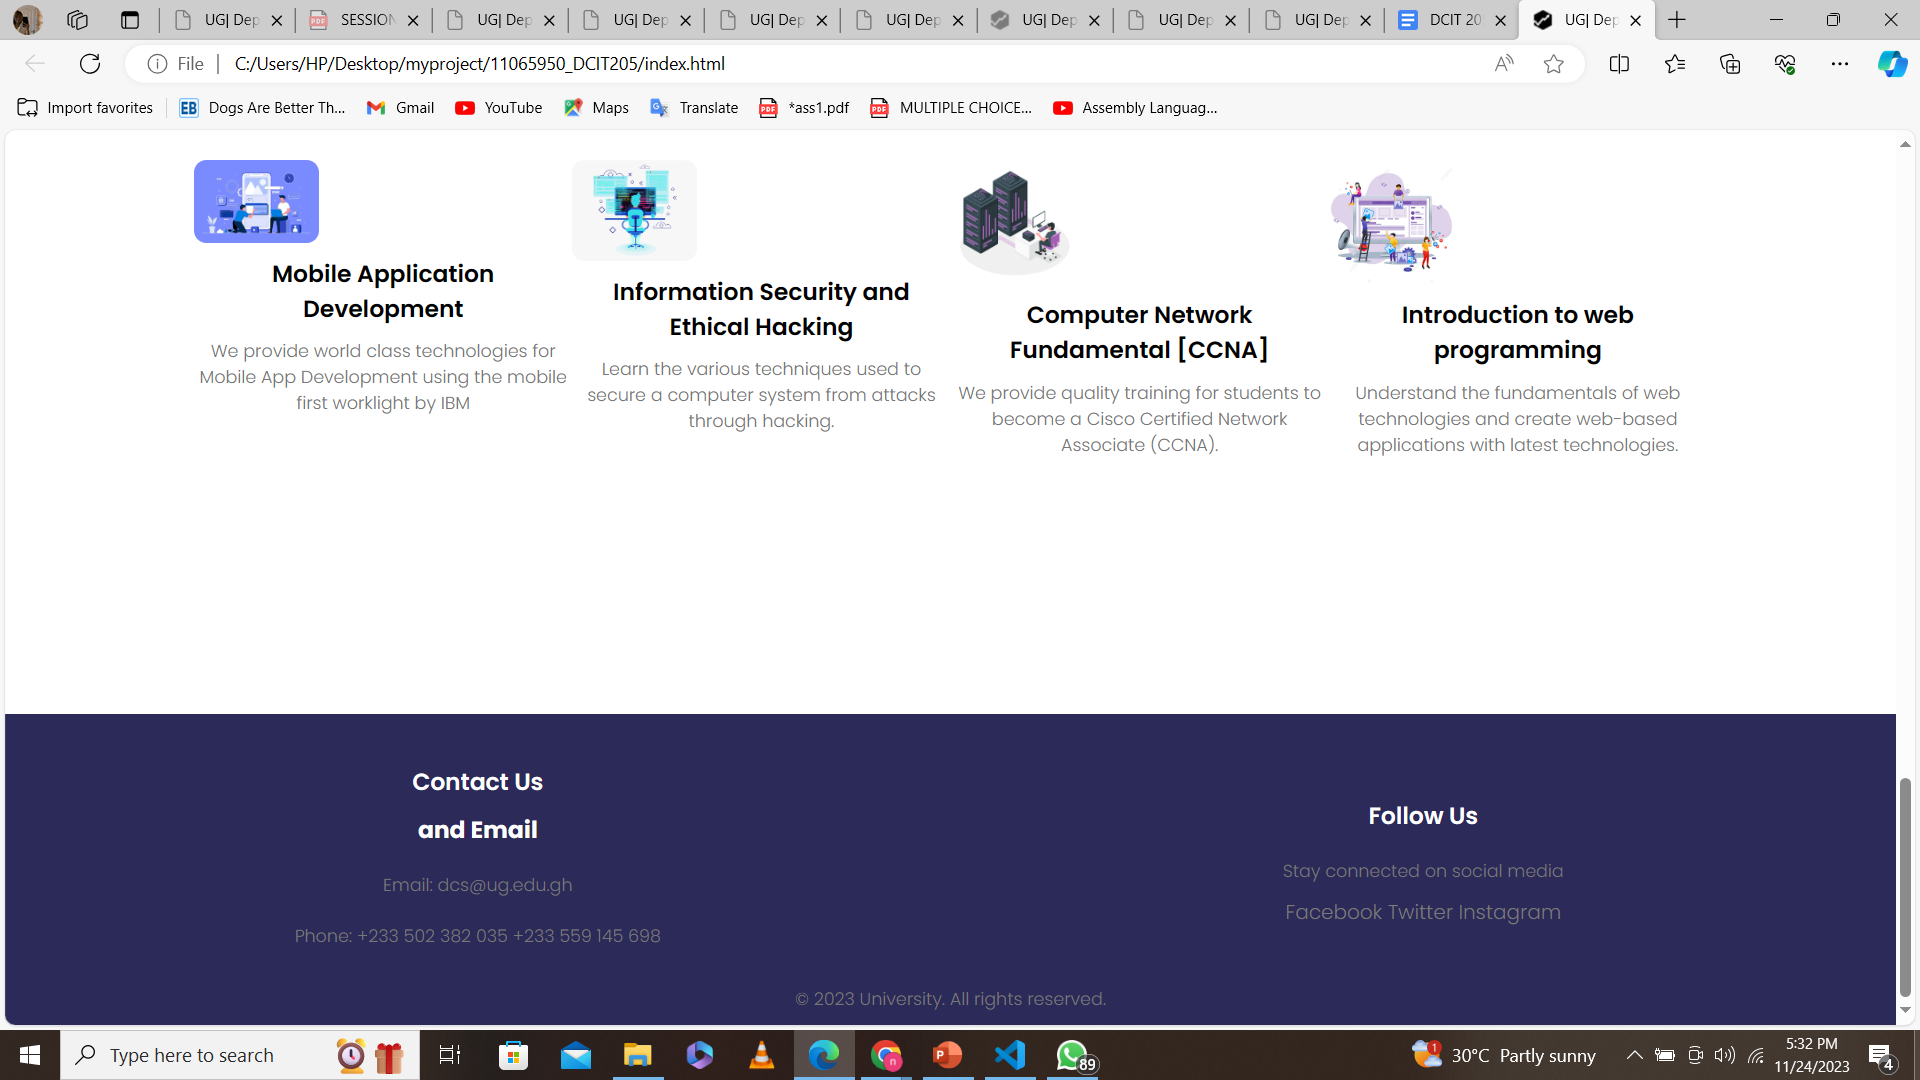 UG| Dep
SESSION
UG| Dep
UG| Dep
UG| Dep
UG| Dep
UG| Dep
UG| Dep
UG| Dep
DCIT 20
UG| Dep
File
C:/Users/HP/Desktop/myproject/11065950_DCIT205/index.html
Import favorites
EB
Dogs Are Better Th...
Gmail
YouTube
Maps
Translate
PDF
*ass1.pdf
PDF
MULTIPLE CHOICE...
Assembly Languag...
Mobile Application
Development
We provide world class technologies for
Mobile App Development using the mobile
first worklight by IBM
Information Security and
Ethical Hacking
Learn the various techniques used to
secure a computer system from attacks
through hacking.
Computer Network
Fundamental [CCNA]
We provide quality training for students to
become a Cisco Certified Network
Associate (CCNA).
Introduction to web
programming
Understand the fundamentals of web
technologies and create web-based
applications with latest technologies.
Contact Us
and Email
Email: dcs@ug.edu.gh
Phone: +233 502 382 035 +233 559 145 698
Follow Us
Stay connected on social media
Facebook Twitter Instagram
© 2023 University. All rights reserved.
Type here to search
89
1
30°C Partly sunny
5:32 PM
11/24/2023
4